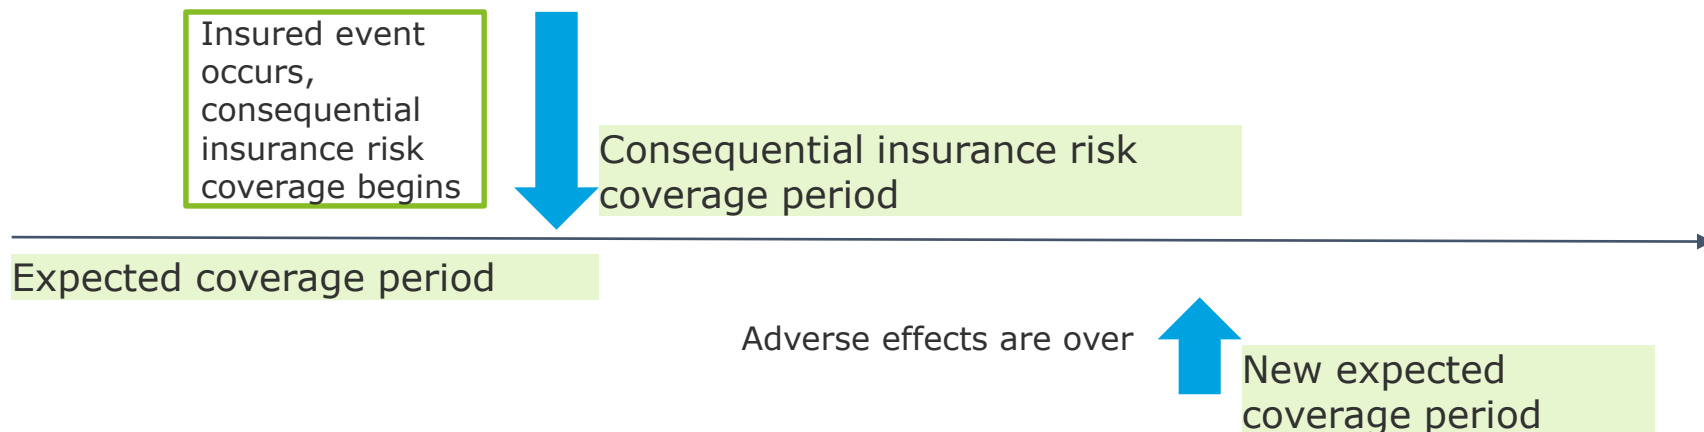 Insured event
occurs,
consequential
insurance risk
coverage begins
Consequential insurance risk
coverage period
Expected coverage period
Adverse effects are over
New expected
coverage period